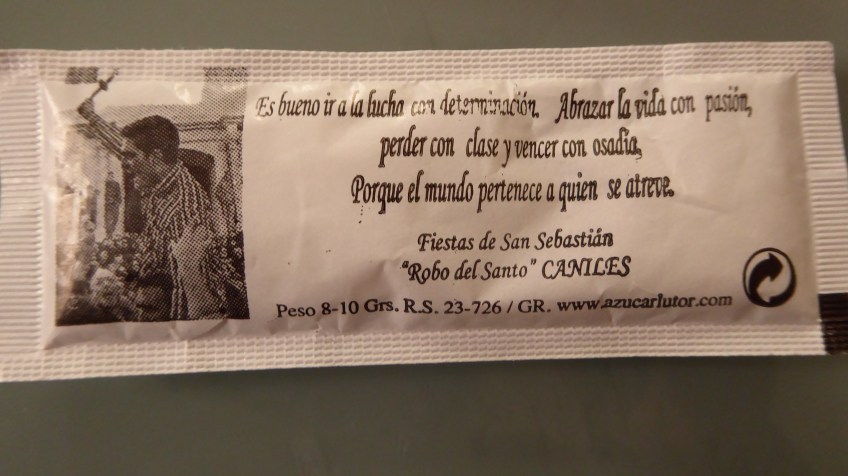 Es bueno ir a la lucha con determinación. Abrazar la vida con pasión,
perder con clase y vencer con osadía,
Porque el mundo pertenece a quien se atreve.
Fiestas de San Sebastián
"Robo del Santo" CANILES
Peso 8-10 Grs. R.S. 23-726 / GR. www.azucarlutor.com